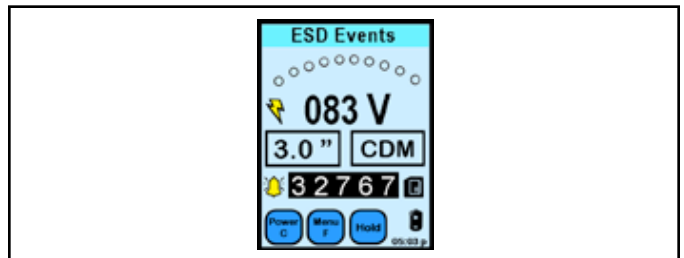 ESD Events
083 V
3.0 " CDM
32767
Power C Menu F Hold
05:03 p